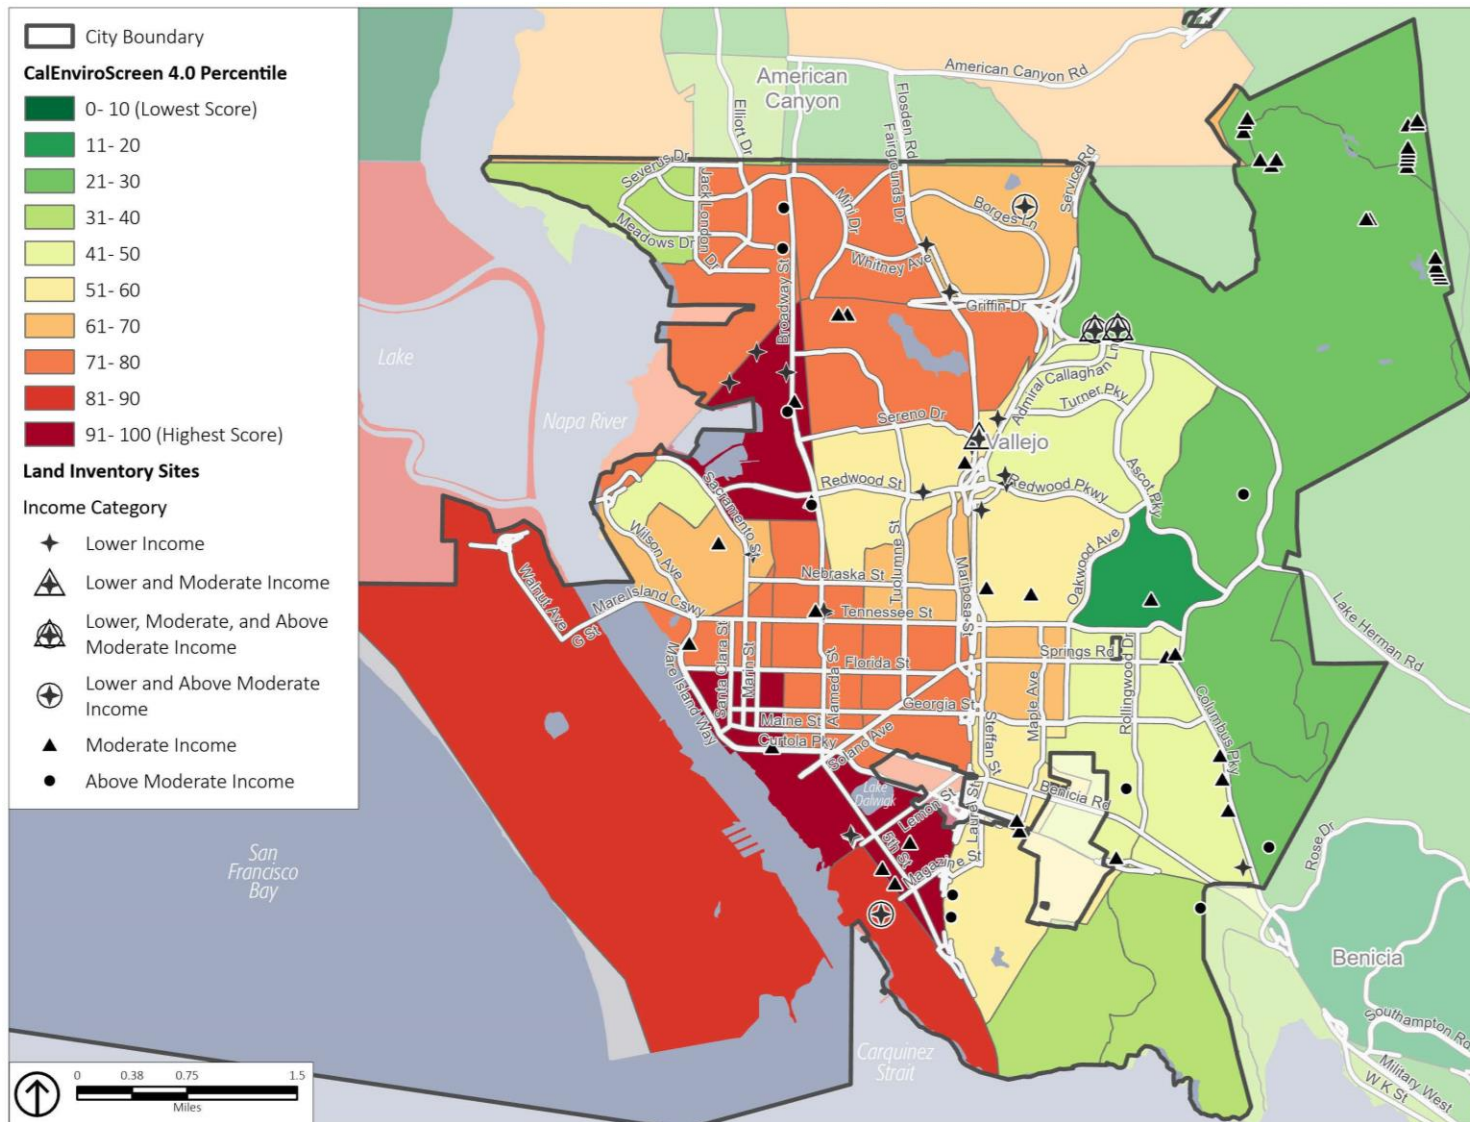 City Boundary
CalEnviroScreen 4.0 Percentile
0- 10 (Lowest Score)
11- 20
21- 30
31- 40
41- 50
51- 60
61- 70
71- 80
81- 90
91- 100 (Highest Score)
Land Inventory Sites
Income Category
Lower Income
Lower and Moderate Income
Lower, Moderate, and Above
Moderate Income
Lower and Above Moderate
Income
Moderate Income
Above Moderate Income
0 0.38 0.75 1.5
Miles
American
Canyon
American Canyon Rd
Elliott Dr
Flosden Rd
Fairgrounds Dr
Service Rd
Severus Dr
Jack London Dr
Meadows Dr
Mini Dr
Borges Ln
Whitney Ave
Broadway St
Griffin Dr
Lake
Napa River
Admiral Callaghan Ln
Turner Pky
Sereno Dr
Vallejo
Ascot Pky
Redwood St
Redwood Pkwy
Sacramento St
Wilson Ave
Oakwood Ave
Tuolumne St
Mariposa St
Nebraska St
Walnut Ave
G St
Mare Island Cswy
Tennessee St
Lake Herman Rd
Santa Clara St
Marin St
Florida St
Springs Rd
Rollingwood Dr
Mare Island Way
Alameda St
Georgia St
Maple Ave
Columbus Pky
Maine St
Curtola Pky
Solano Ave
Steffan St
Lake
Dalwigk
Lemon St
Laurel St
Benicia Rd
5th St
Magazine St
Rose Dr
San
Francisco
Bay
Benicia
Southampton Rd
Carquinez
Strait
Military West
W K St